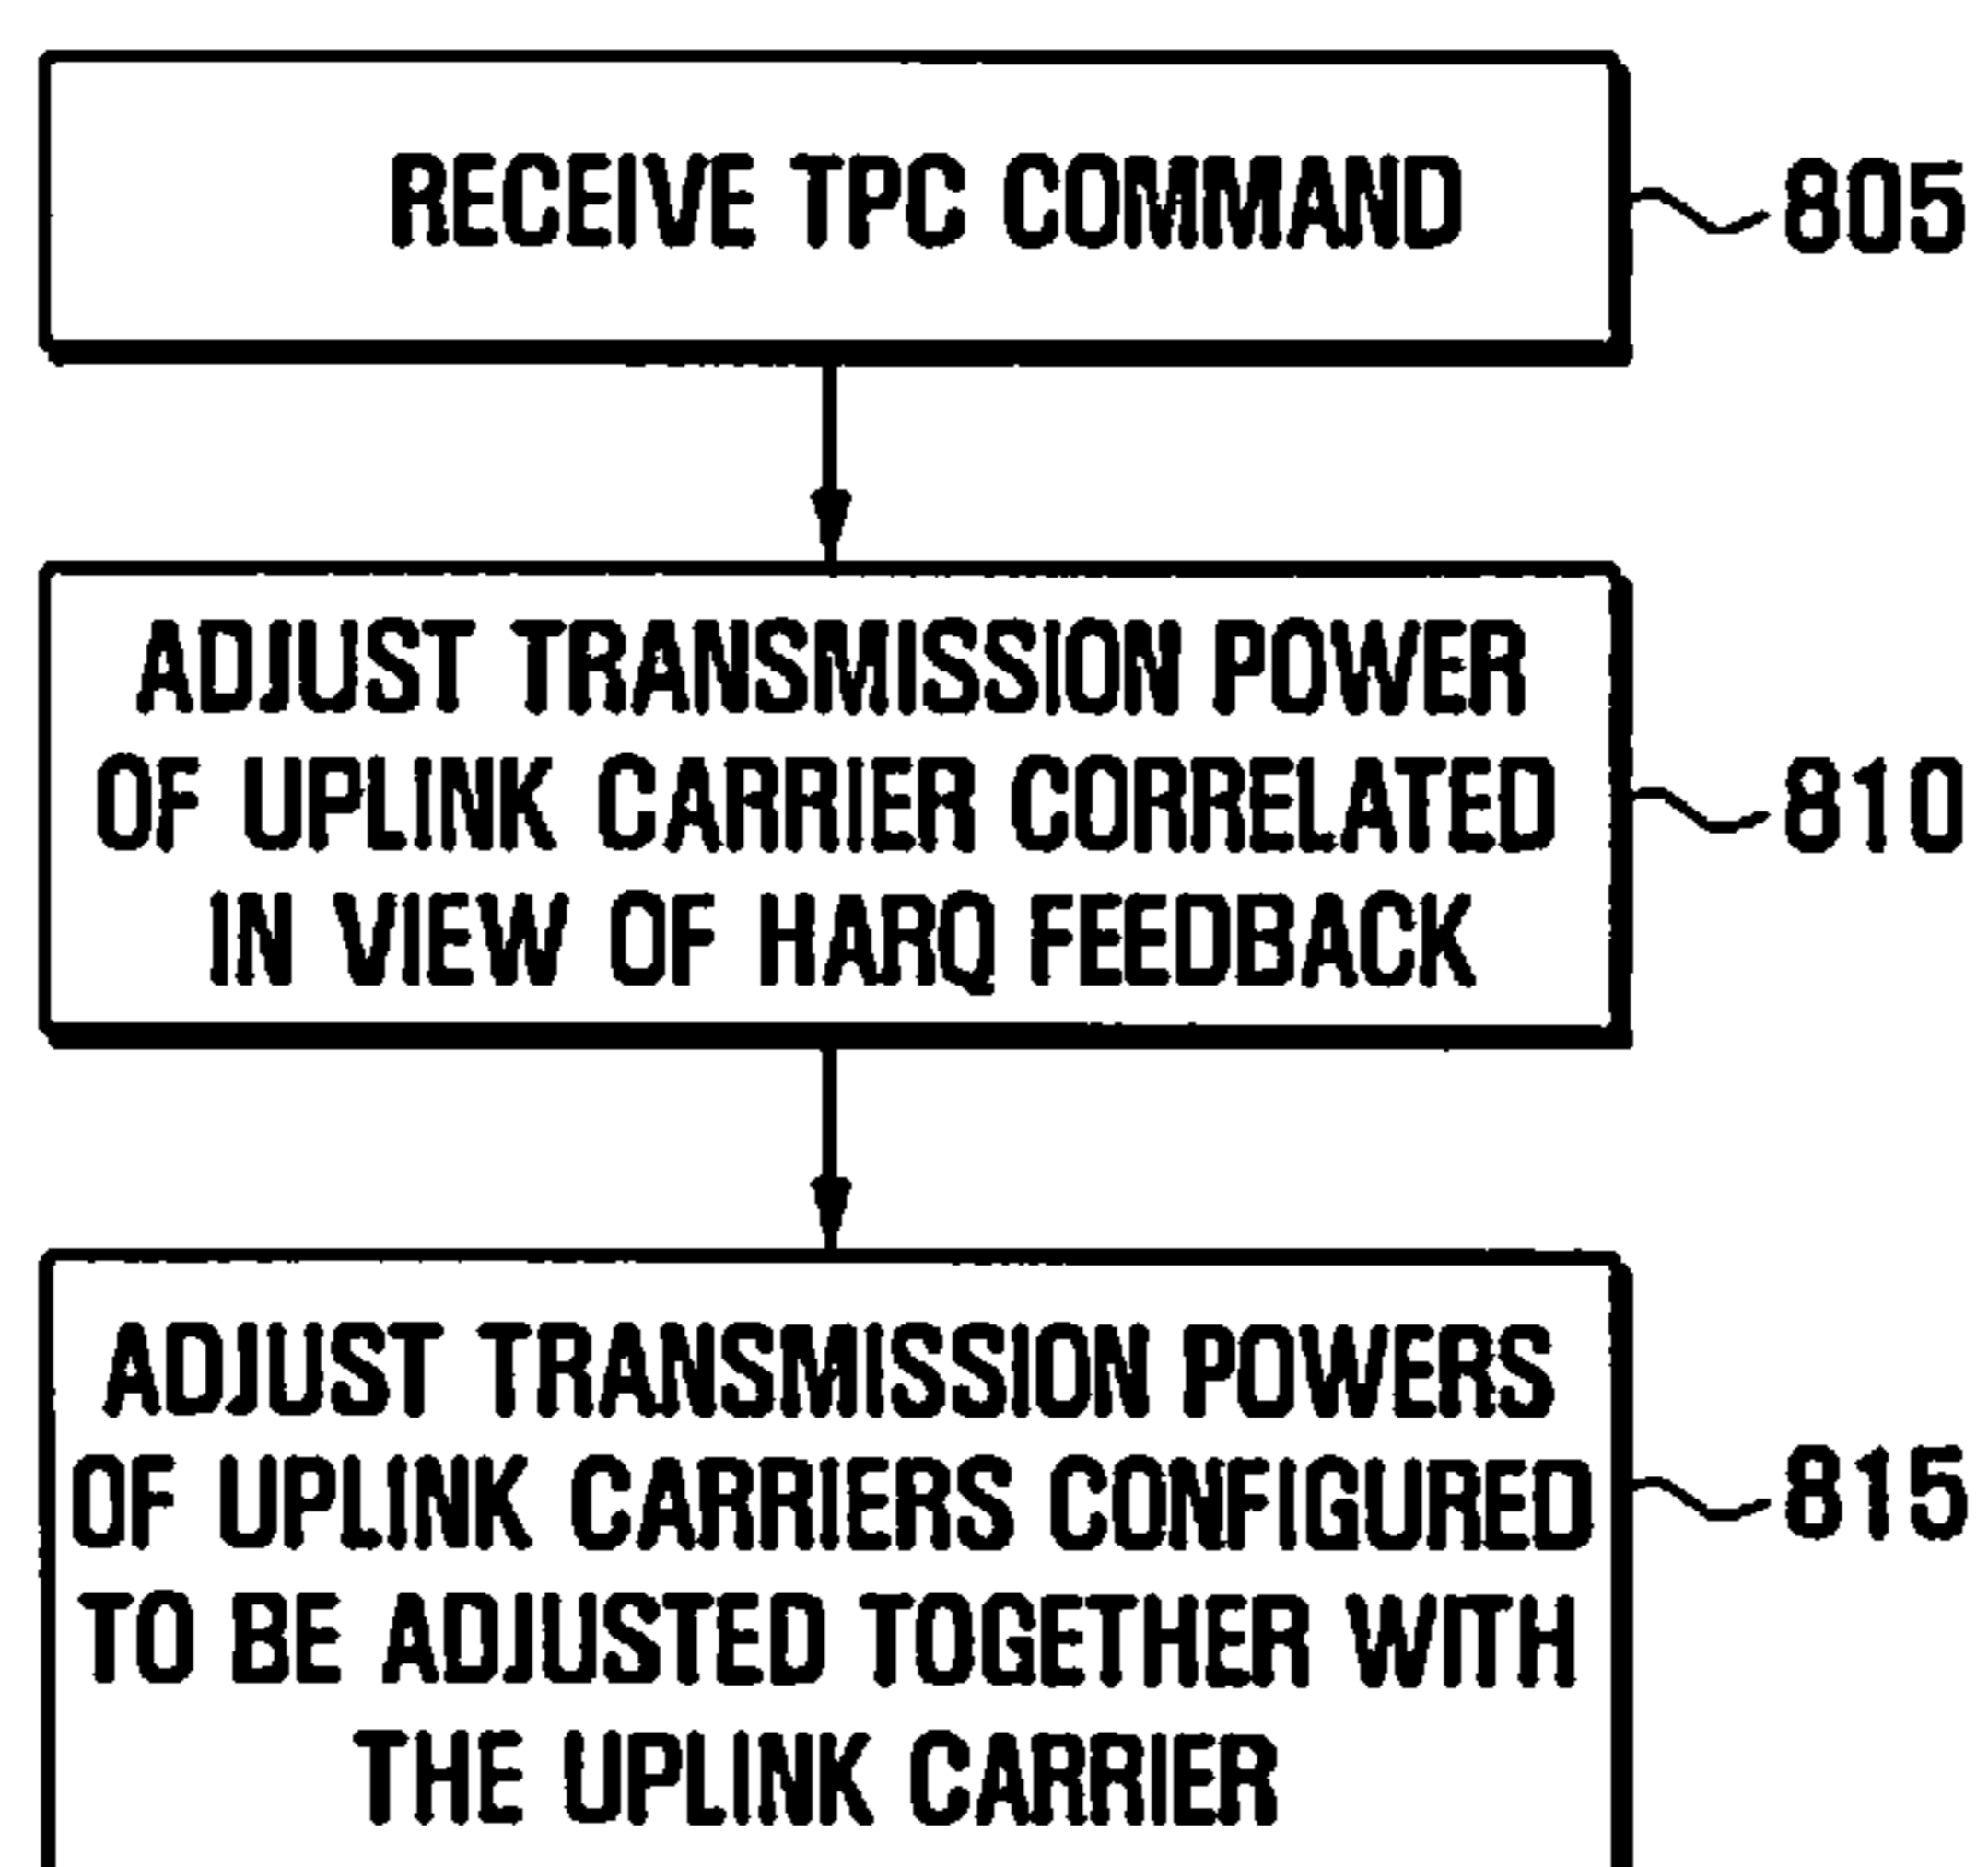 RECEIVE TPC COMMAND
805
ADJUST TRANSMISSION POWER
OF UPLINK CARRIER CORRELATED
IN VIEW OF HARQ FEEDBACK
810
ADJUST TRANSMISSION POWERS
OF UPLINK CARRIERS CONFIGURED
TO BE ADJUSTED TOGETHER WITH
THE UPLINK CARRIER
815